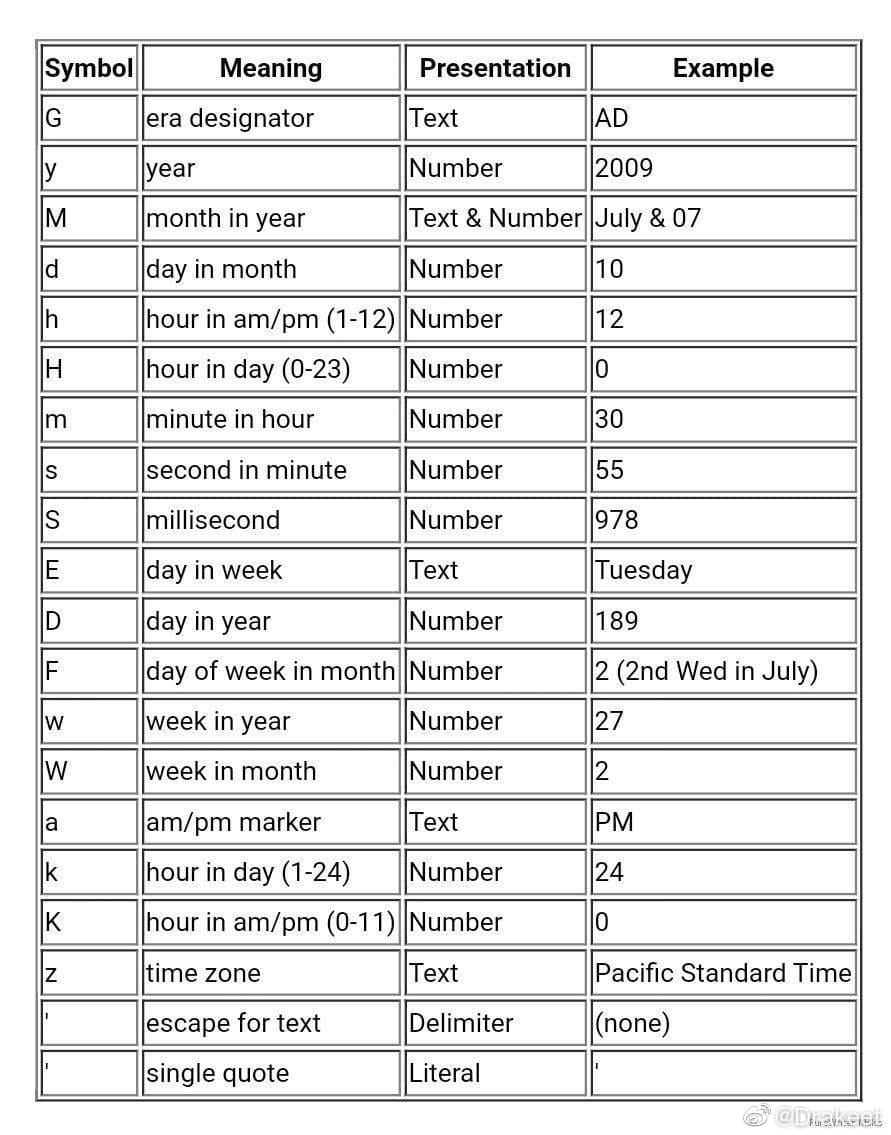 Symbol Meaning Presentation Example
G era designator Text AD
y year Number 2009
M month in year Text & Number July & 07
d day in month Number 10
h hour in am/pm (1-12) Number 12
H hour in day (0-23) Number 0
m minute in hour Number 30
s second in minute Number 55
S millisecond Number 978
E day in week Text Tuesday
D day in year Number 189
F day of week in month Number 2 (2nd Wed in July)
w week in year Number 27
W week in month Number 2
a am/pm marker Text PM
k hour in day (1-24) Number 24
K hour in am/pm (0-11) Number 0
z time zone Text Pacific Standard Time
' escape for text Delimiter (none)
' single quote Literal '
@Drakeet